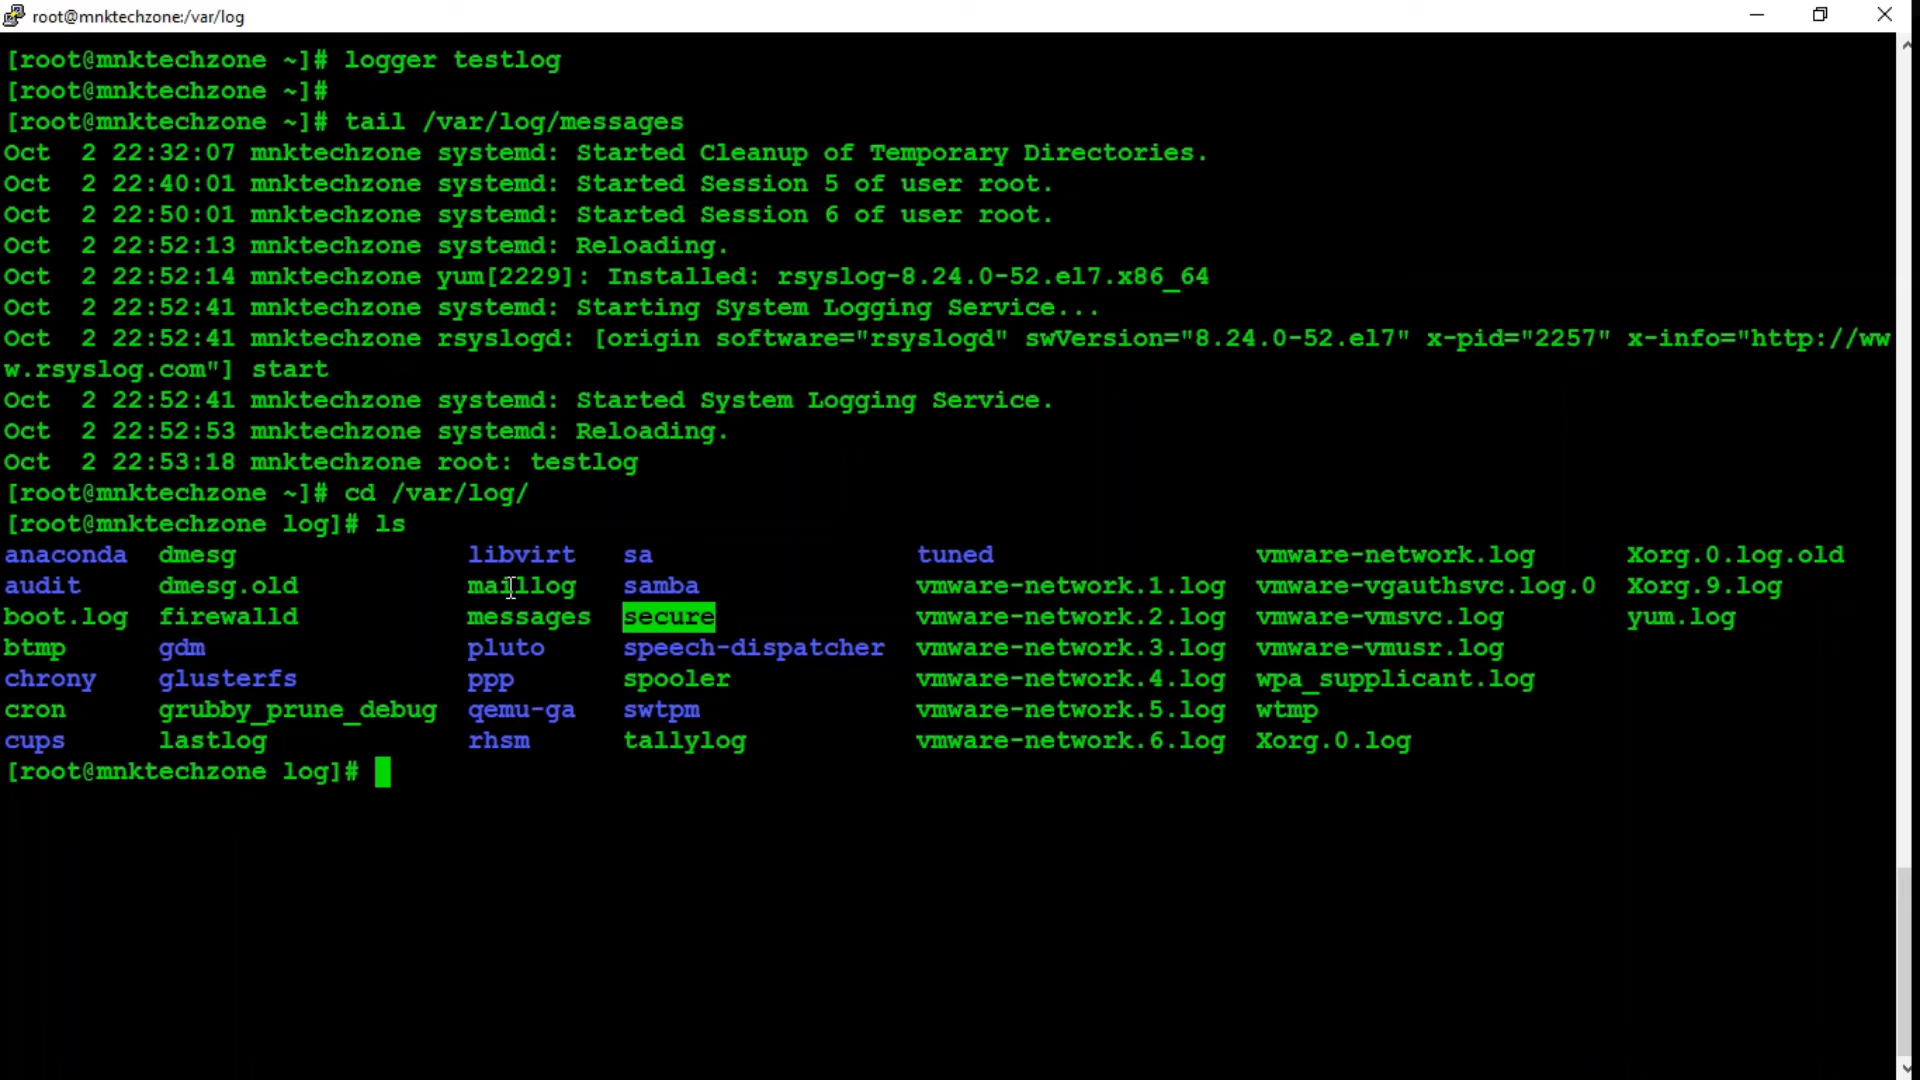 root@mnktechzone:/var/log
[root@mnktechzone ~]# logger testlog
[root@mnktechzone ~]#
[root@mnktechzone ~]# tail /var/log/messages
Oct  2 22:32:07 mnktechzone systemd: Started Cleanup of Temporary Directories.
Oct  2 22:40:01 mnktechzone systemd: Started Session 5 of user root.
Oct  2 22:50:01 mnktechzone systemd: Started Session 6 of user root.
Oct  2 22:52:13 mnktechzone systemd: Reloading.
Oct  2 22:52:14 mnktechzone yum[2229]: Installed: rsyslog-8.24.0-52.el7.x86_64
Oct  2 22:52:41 mnktechzone systemd: Starting System Logging Service...
Oct  2 22:52:41 mnktechzone rsyslogd: [origin software="rsyslogd" swVersion="8.24.0-52.el7" x-pid="2257" x-info="http://ww
w.rsyslog.com"] start
Oct  2 22:52:41 mnktechzone systemd: Started System Logging Service.
Oct  2 22:52:53 mnktechzone systemd: Reloading.
Oct  2 22:53:18 mnktechzone root: testlog
[root@mnktechzone ~]# cd /var/log/
[root@mnktechzone log]# ls
anaconda  dmesg  libvirt  sa  tuned  vmware-network.log  Xorg.0.log.old
audit  dmesg.old  maillog  samba  vmware-network.1.log  vmware-vgauthsvc.log.0  Xorg.9.log
boot.log  firewalld  messages  secure  vmware-network.2.log  vmware-vmsvc.log  yum.log
btmp  gdm  pluto  speech-dispatcher  vmware-network.3.log  vmware-vmusr.log
chrony  glusterfs  ppp  spooler  vmware-network.4.log  wpa_supplicant.log
cron  grubby_prune_debug  qemu-ga  swtpm  vmware-network.5.log  wtmp
cups  lastlog  rhsm  tallylog  vmware-network.6.log  Xorg.0.log
[root@mnktechzone log]#